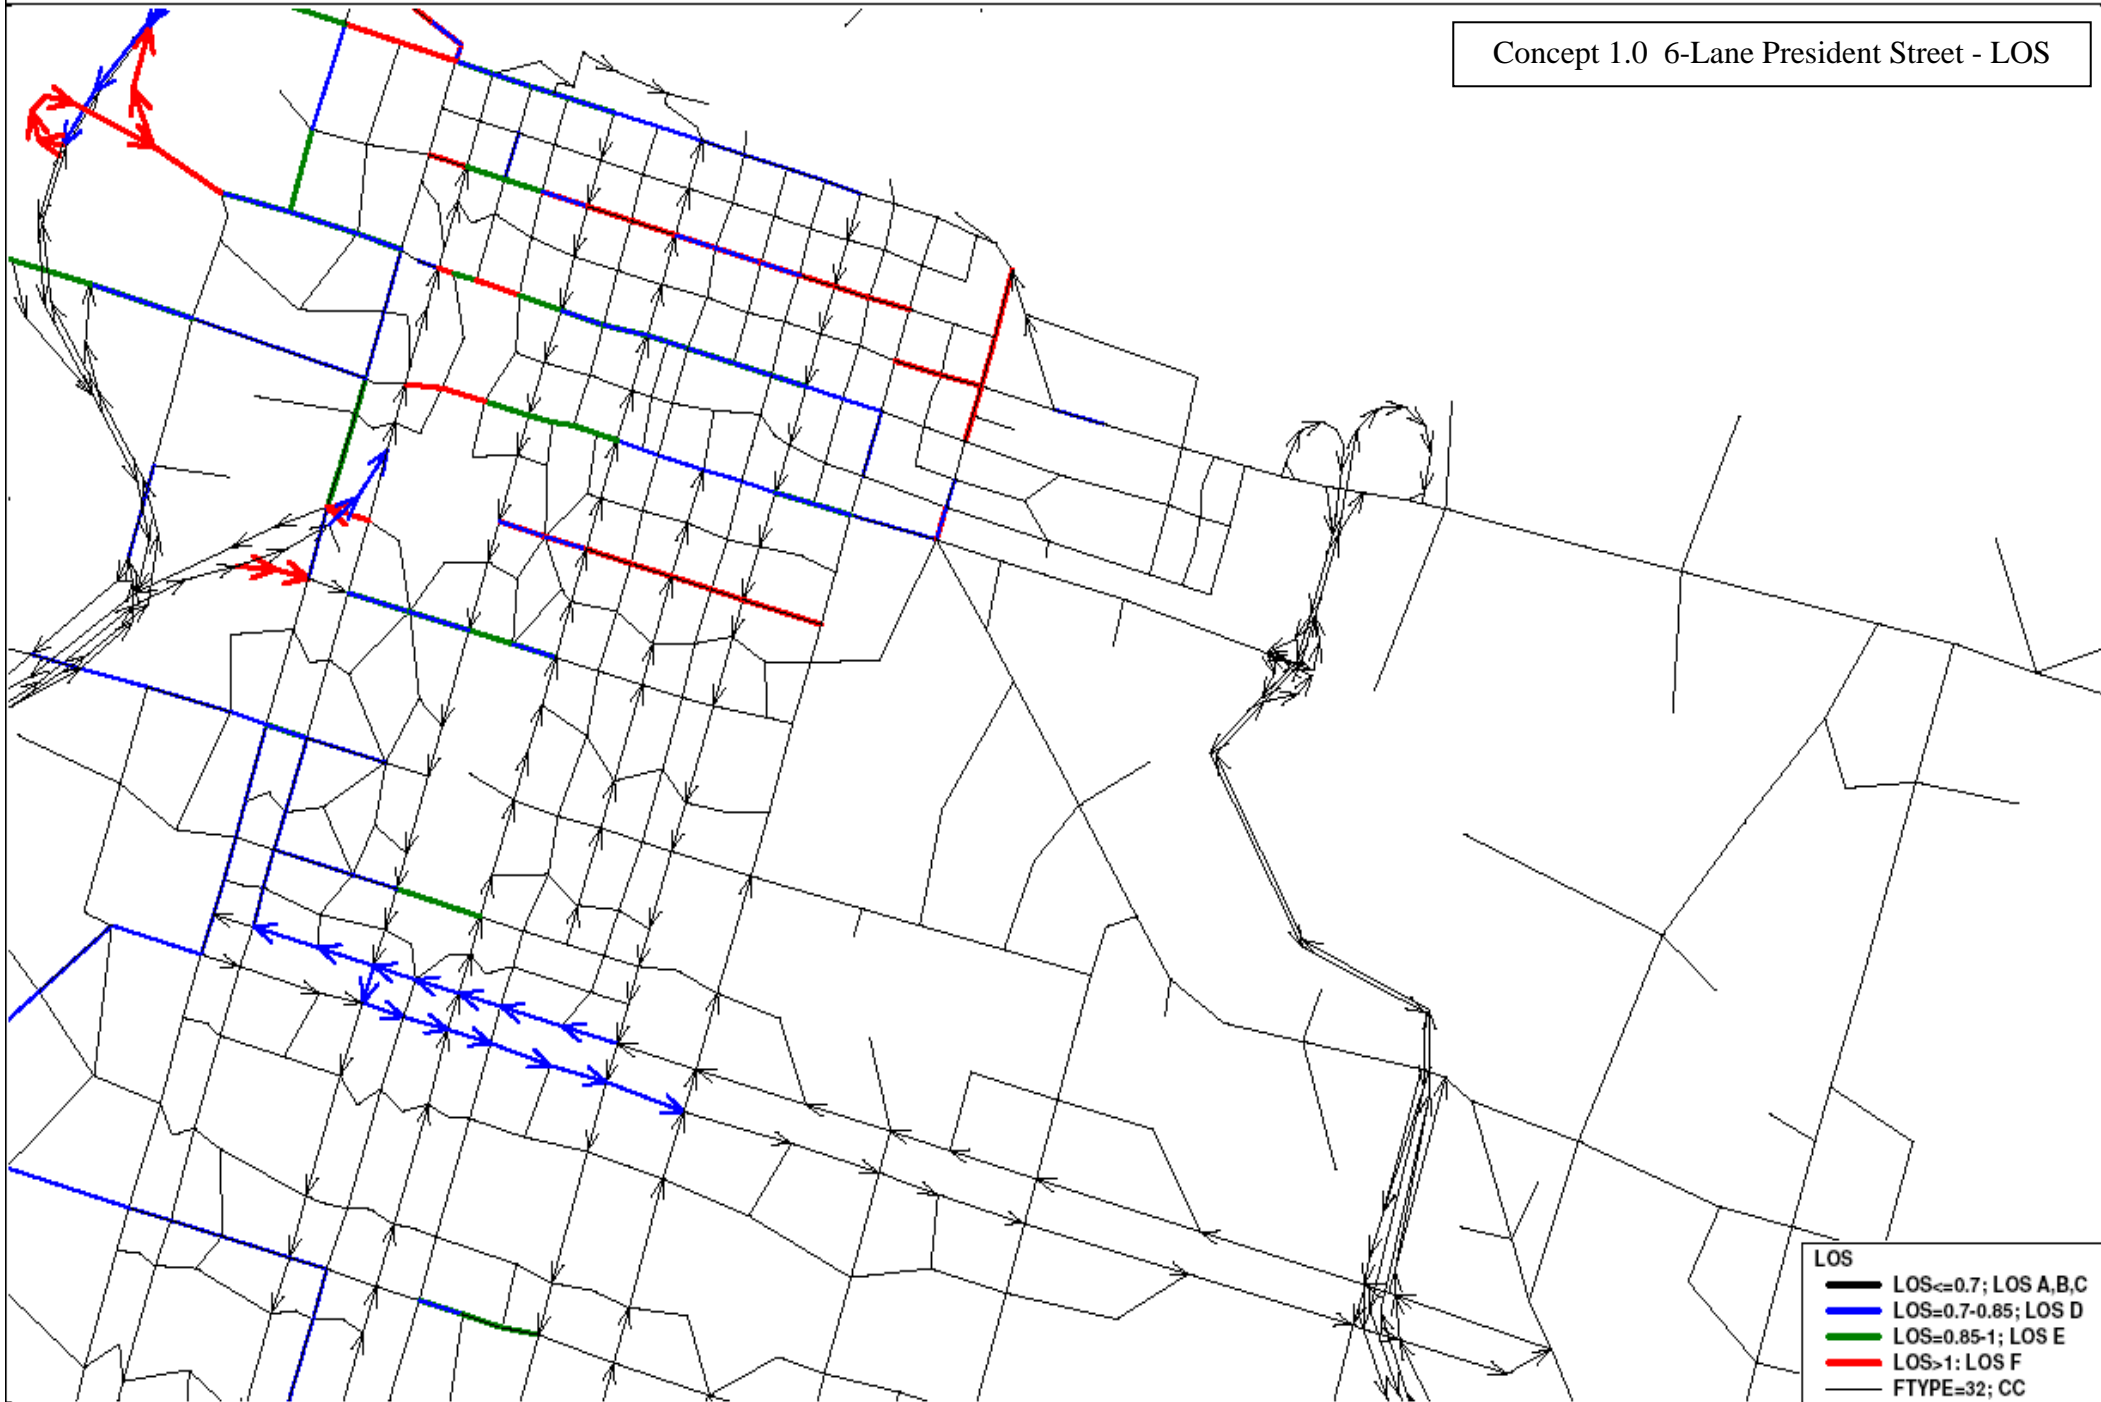 Concept 1.0 6-Lane President Street - LOS
LOS
LOS<=0.7; LOS A,B,C
LOS=0.7-0.85; LOS D
LOS=0.85-1; LOS E
LOS>1: LOS F
FTYPE=32; CC